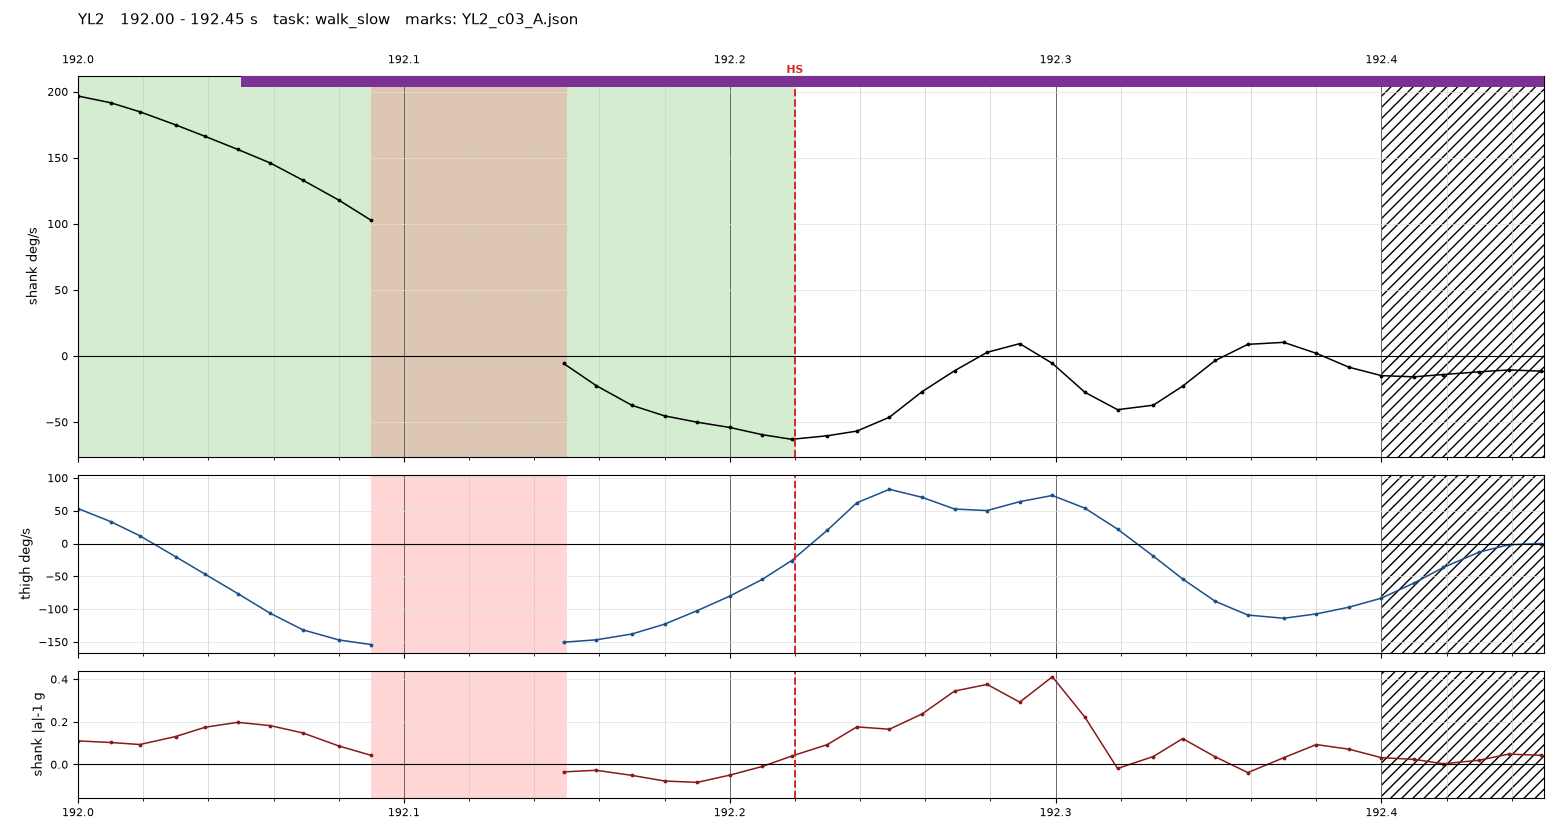 YL2   192.00 - 192.45 s   task: walk_slow   marks: YL2_c03_A.json
192.0 192.1 192.2 192.3 192.4
HS
200
150
100
50
0
−50
shank deg/s
100
50
0
−50
−100
−150
thigh deg/s
0.4
0.2
0.0
shank |a|-1 g
192.0 192.1 192.2 192.3 192.4